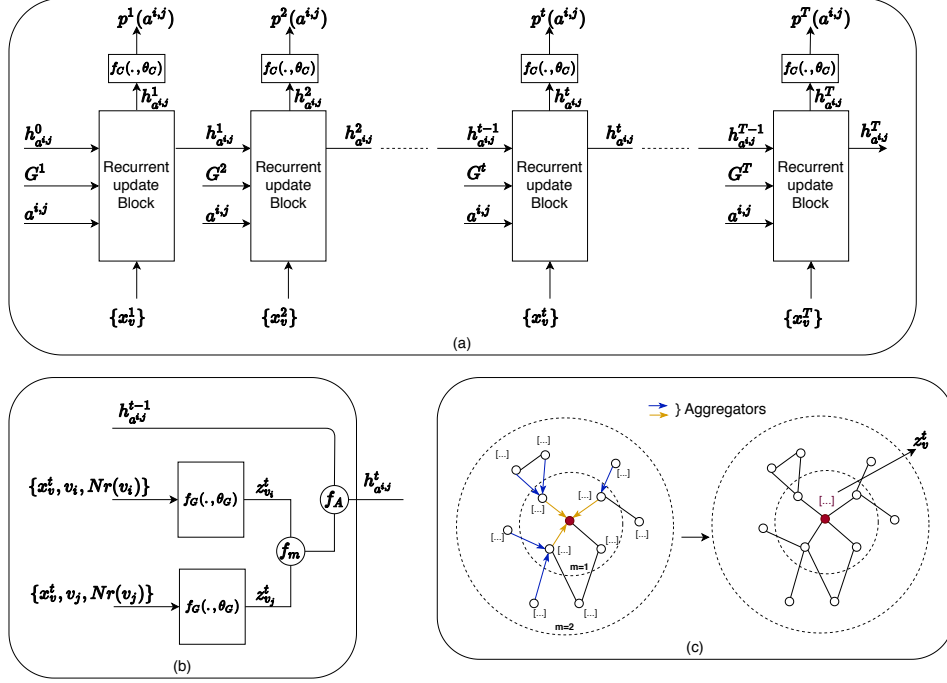 p^1(a^{i,j}) p^2(a^{i,j}) p^t(a^{i,j}) p^T(a^{i,j})
f_C(., θ_C) f_C(., θ_C) f_C(., θ_C) f_C(., θ_C)
h^1_{a^{i,j}} h^2_{a^{i,j}} h^t_{a^{i,j}} h^T_{a^{i,j}}
h^0_{a^{i,j}} h^1_{a^{i,j}} h^2_{a^{i,j}} h^{t-1}_{a^{i,j}} h^t_{a^{i,j}} h^{T-1}_{a^{i,j}} h^T_{a^{i,j}}
Recurrent Recurrent Recurrent Recurrent
G^1 update G^2 update G^t update G^T update
Block Block Block Block
a^{i,j} a^{i,j} a^{i,j} a^{i,j}
{x^1_v} {x^2_v} {x^t_v} {x^T_v}
(a)
h^{t-1}_{a^{i,j}}
{x^t_v, v_i, Nr(v_i)} f_G(., θ_G) z^t_{v_i}
f_A h^t_{a^{i,j}}
f_m
{x^t_v, v_j, Nr(v_j)} f_G(., θ_G) z^t_{v_j}
(b)
} Aggregators
z^t_v
[...]
[...]
[...]
[...]
[...]
[...]
[...]
[...]
[...]
[...]
[...]
m=1
[...]
[...]
m=2
(c)